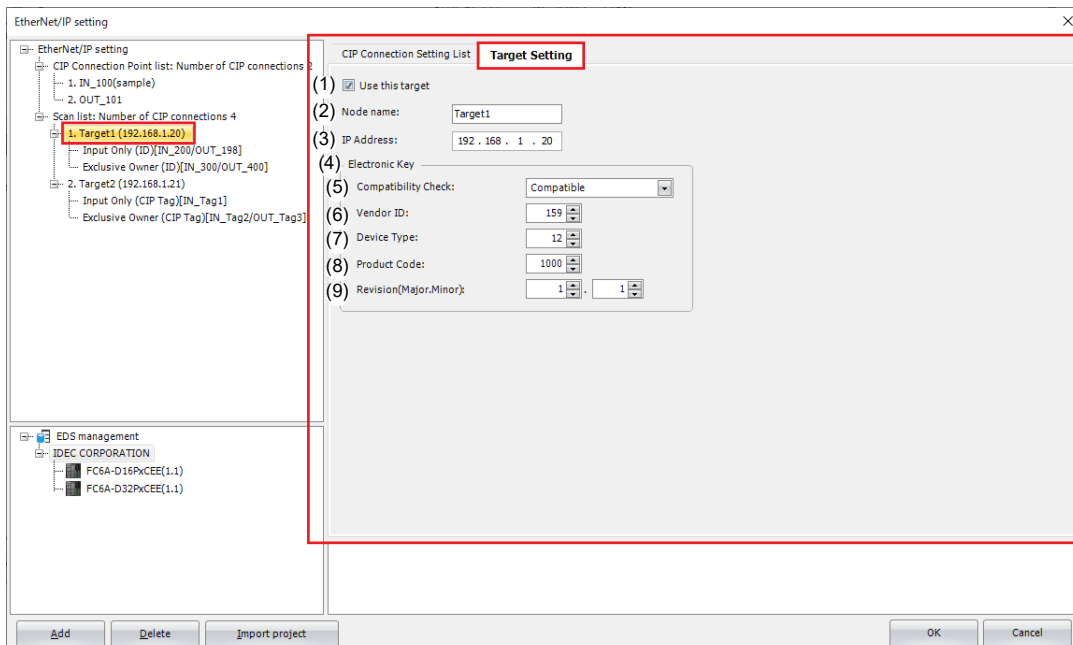 EtherNet/IP setting
EtherNet/IP setting
CIP Connection Point list: Number of CIP connections 2
1. IN_100(sample)
2. OUT_101
Scan list: Number of CIP connections 4
1. Target1 (192.168.1.20)
Input Only (ID)[IN_200/OUT_198]
Exclusive Owner (ID)[IN_300/OUT_400]
2. Target2 (192.168.1.21)
Input Only (CIP Tag)[IN_Tag1]
Exclusive Owner (CIP Tag)[IN_Tag2/OUT_Tag3]
EDS management
IDEC CORPORATION
FC6A-D16PxCEE(1.1)
FC6A-D32PxCEE(1.1)
CIP Connection Setting List Target Setting
(1) Use this target
(2) Node name: Target1
(3) IP Address: 192 . 168 . 1 . 20
(4) Electronic Key
(5) Compatibility Check: Compatible
(6) Vendor ID: 159
(7) Device Type: 12
(8) Product Code: 1000
(9) Revision(Major.Minor): 1 . 1
Add Delete Import project OK Cancel